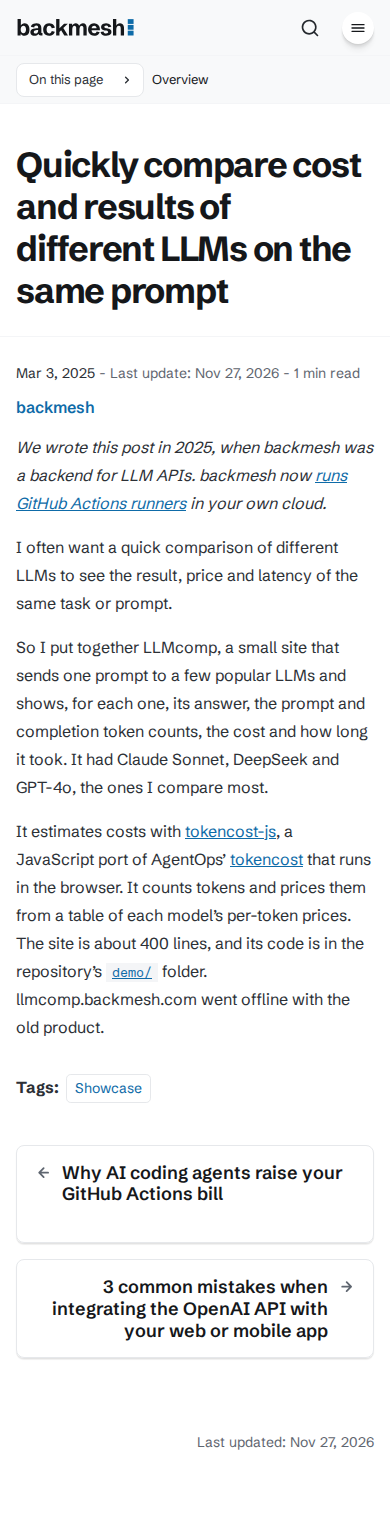 backmesh
On this page
Overview
Quickly compare cost
and results of
different LLMs on the
same prompt
Mar 3, 2025 - Last update: Nov 27, 2026 - 1 min read
backmesh
We wrote this post in 2025, when backmesh was
a backend for LLM APIs. backmesh now runs
GitHub Actions runners in your own cloud.
I often want a quick comparison of different
LLMs to see the result, price and latency of the
same task or prompt.
So I put together LLMcomp, a small site that
sends one prompt to a few popular LLMs and
shows, for each one, its answer, the prompt and
completion token counts, the cost and how long
it took. It had Claude Sonnet, DeepSeek and
GPT-4o, the ones I compare most.
It estimates costs with tokencost-js, a
JavaScript port of AgentOps’ tokencost that runs
in the browser. It counts tokens and prices them
from a table of each model’s per-token prices.
The site is about 400 lines, and its code is in the
repository’s demo/ folder.
llmcomp.backmesh.com went offline with the
old product.
Tags: Showcase
Why AI coding agents raise your
GitHub Actions bill
3 common mistakes when
integrating the OpenAI API with
your web or mobile app
Last updated: Nov 27, 2026